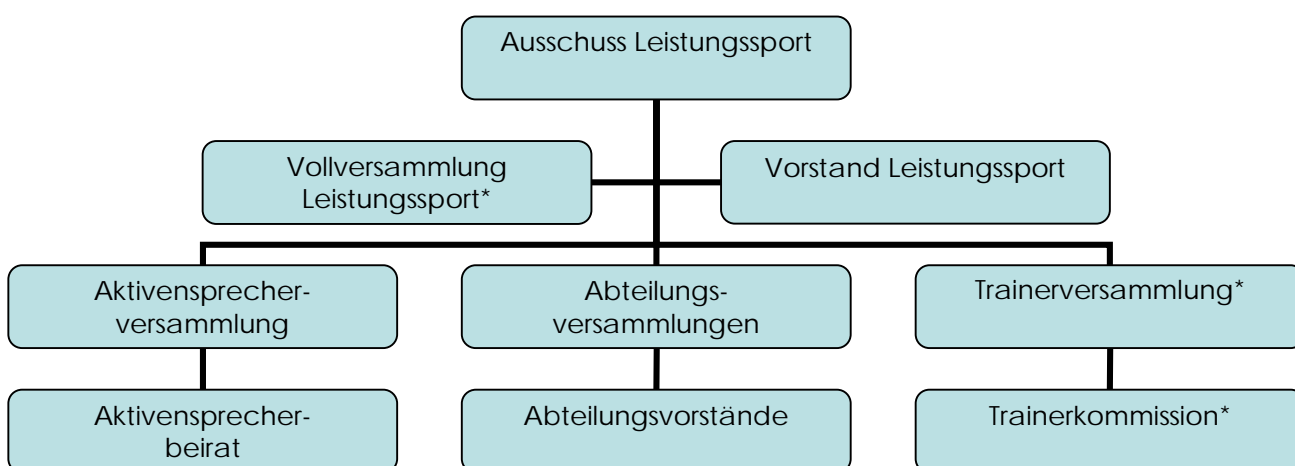 Ausschuss Leistungssport
Vollversammlung
Leistungssport*
Vorstand Leistungssport
Aktivensprecher-
versammlung
Abteilungs-
versammlungen
Trainerversammlung*
Aktivensprecher-
beirat
Abteilungsvorstände
Trainerkommission*